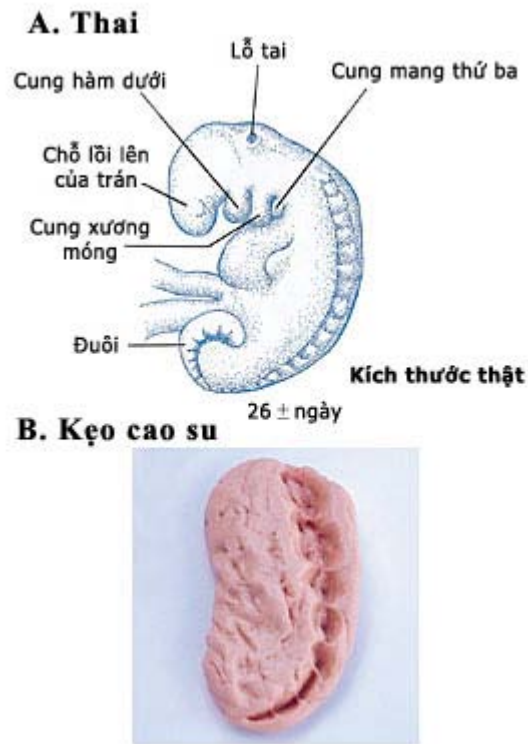 A. Thai
Lỗ tai
Cung hàm dưới
Cung mang thứ ba
Chỗ lồi lên
của trán
Cung xương
móng
Đuôi
Kích thước thật
26 ± ngày
B. Kẹo cao su